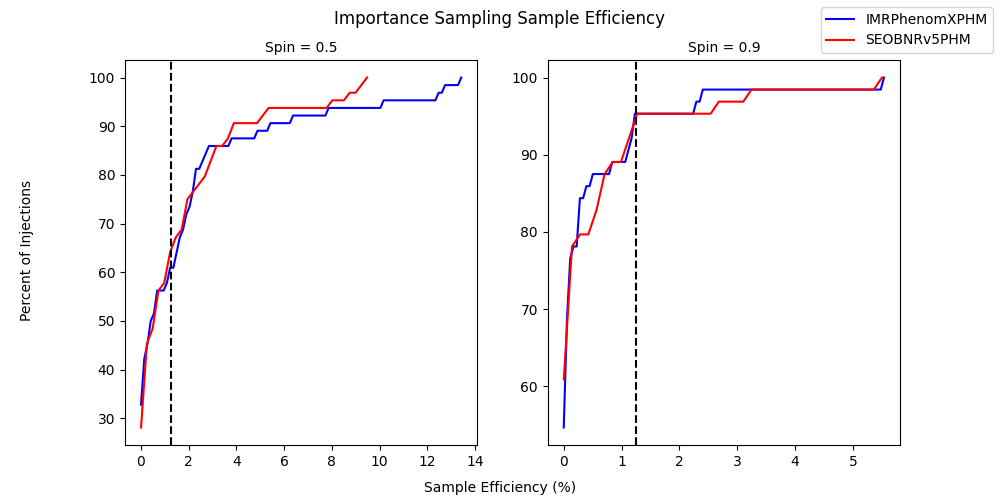 Importance Sampling Sample Efficiency
IMRPhenomXPHM
SEOBNRv5PHM
Spin = 0.5
Spin = 0.9
Percent of Injections
100
90
80
70
60
50
40
30
0 2 4 6 8 10 12 14
100
90
80
70
60
0 1 2 3 4 5
Sample Efficiency (%)